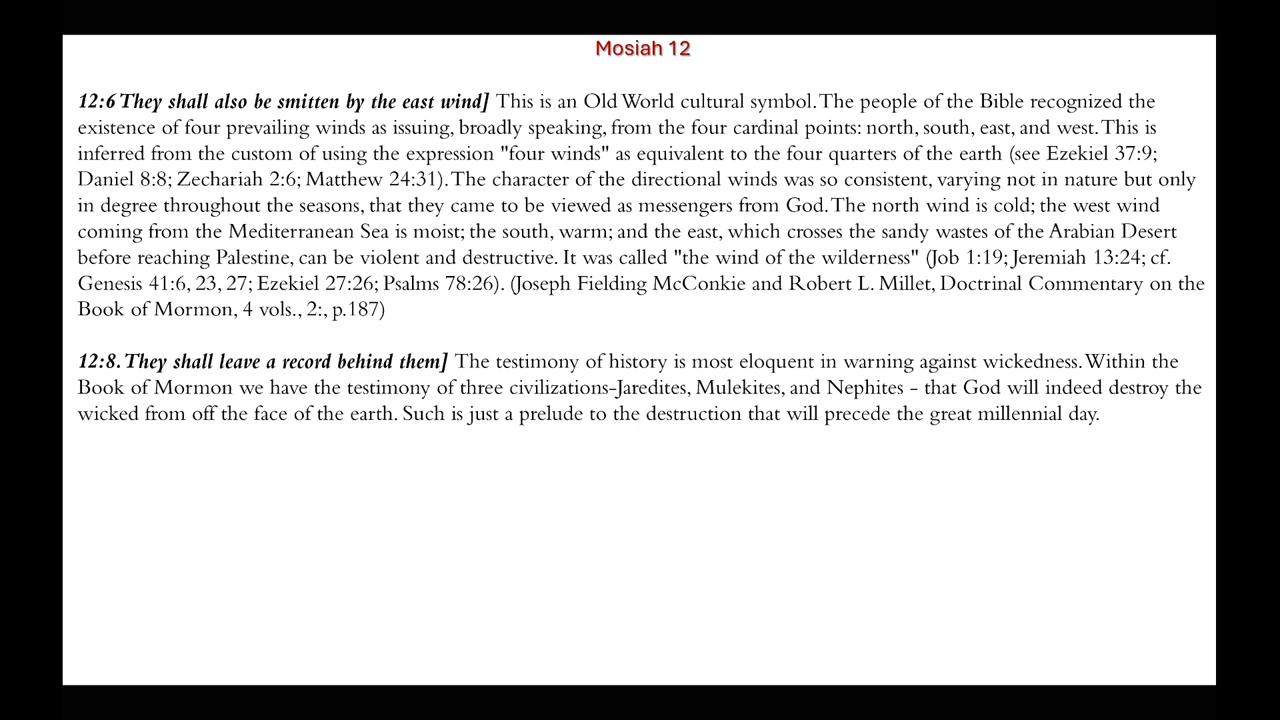 Mosiah 12
12:6 They shall also be smitten by the east wind] This is an Old World cultural symbol. The people of the Bible recognized the
existence of four prevailing winds as issuing, broadly speaking, from the four cardinal points: north, south, east, and west. This is
inferred from the custom of using the expression "four winds" as equivalent to the four quarters of the earth (see Ezekiel 37:9;
Daniel 8:8; Zechariah 2:6; Matthew 24:31). The character of the directional winds was so consistent, varying not in nature but only
in degree throughout the seasons, that they came to be viewed as messengers from God. The north wind is cold; the west wind
coming from the Mediterranean Sea is moist; the south, warm; and the east, which crosses the sandy wastes of the Arabian Desert
before reaching Palestine, can be violent and destructive. It was called "the wind of the wilderness" (Job 1:19; Jeremiah 13:24; cf.
Genesis 41:6, 23, 27; Ezekiel 27:26; Psalms 78:26). (Joseph Fielding McConkie and Robert L. Millet, Doctrinal Commentary on the
Book of Mormon, 4 vols., 2:, p.187)
12:8. They shall leave a record behind them] The testimony of history is most eloquent in warning against wickedness. Within the
Book of Mormon we have the testimony of three civilizations-Jaredites, Mulekites, and Nephites - that God will indeed destroy the
wicked from off the face of the earth. Such is just a prelude to the destruction that will precede the great millennial day.